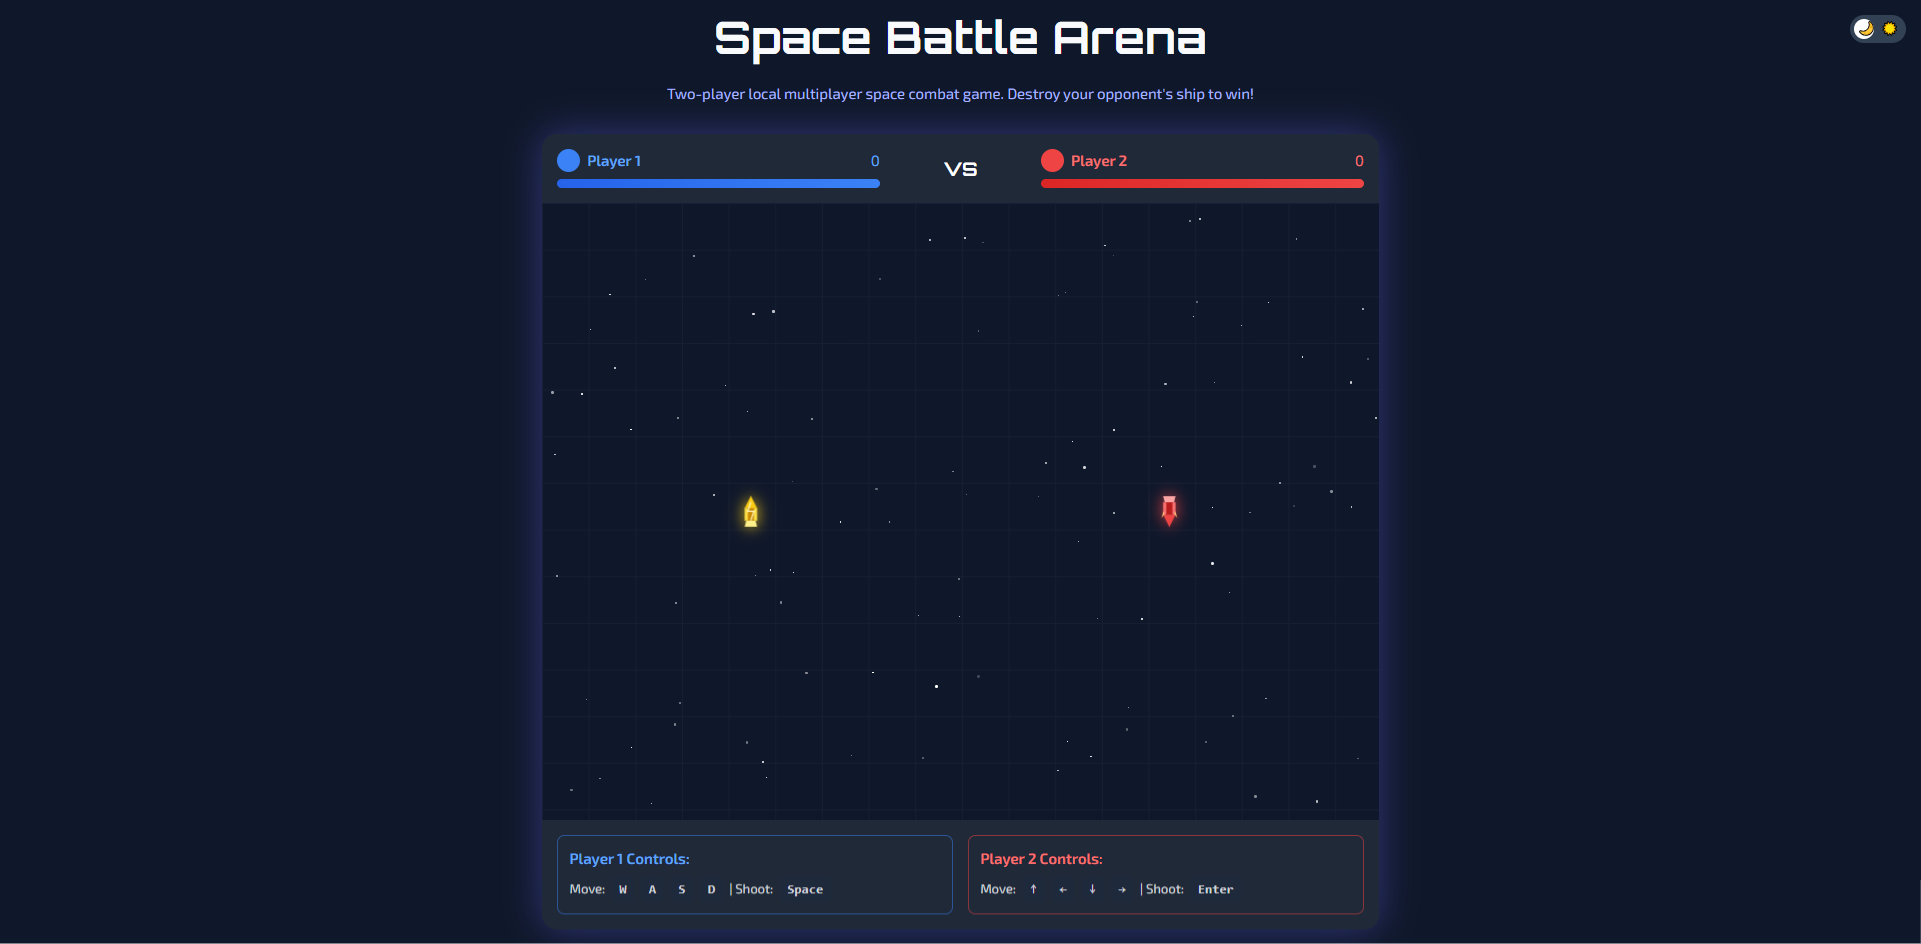 Space Battle Arena
Two-player local multiplayer space combat game. Destroy your opponent's ship to win!
Player 1 0
VS
Player 2 0
7
Player 1 Controls:
Move: W A S D | Shoot: Space
Player 2 Controls:
Move: ↑ ← ↓ → | Shoot: Enter